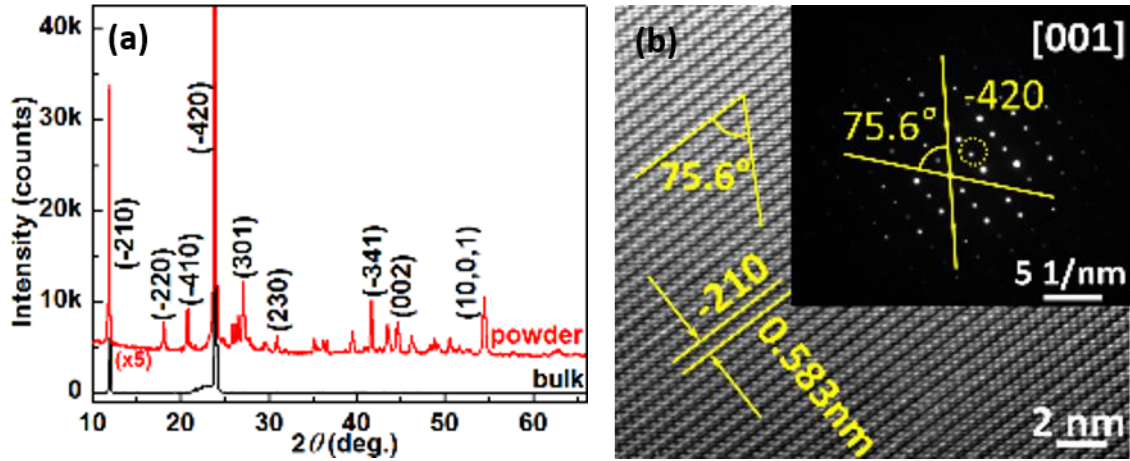 (a)
40k
30k
20k
10k
0
Intensity (counts)
(-210)
(-220)
(-410)
(-420)
(301)
(230)
(-341)
(002)
(10,0,1)
powder
(x5)
bulk
10 20 30 40 50 60
2θ (deg.)
(b)
75.6°
-210
0.583nm
2 nm
[001]
-420
75.6°
5 1/nm